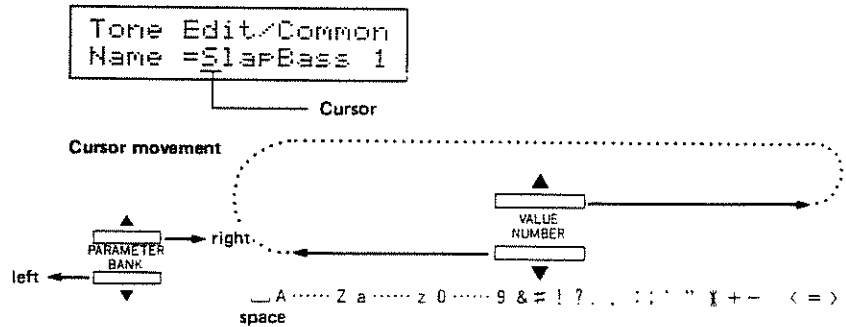 Tone Edit/Common
Name =SlapBass 1
Cursor
Cursor movement
▲
VALUE
NUMBER
▼
▲
right
PARAMETER
BANK
left
▼
A ······ Z a ······ z 0 ······ 9 & # ! ? . , : ; ' " ¥ + − < = >
space